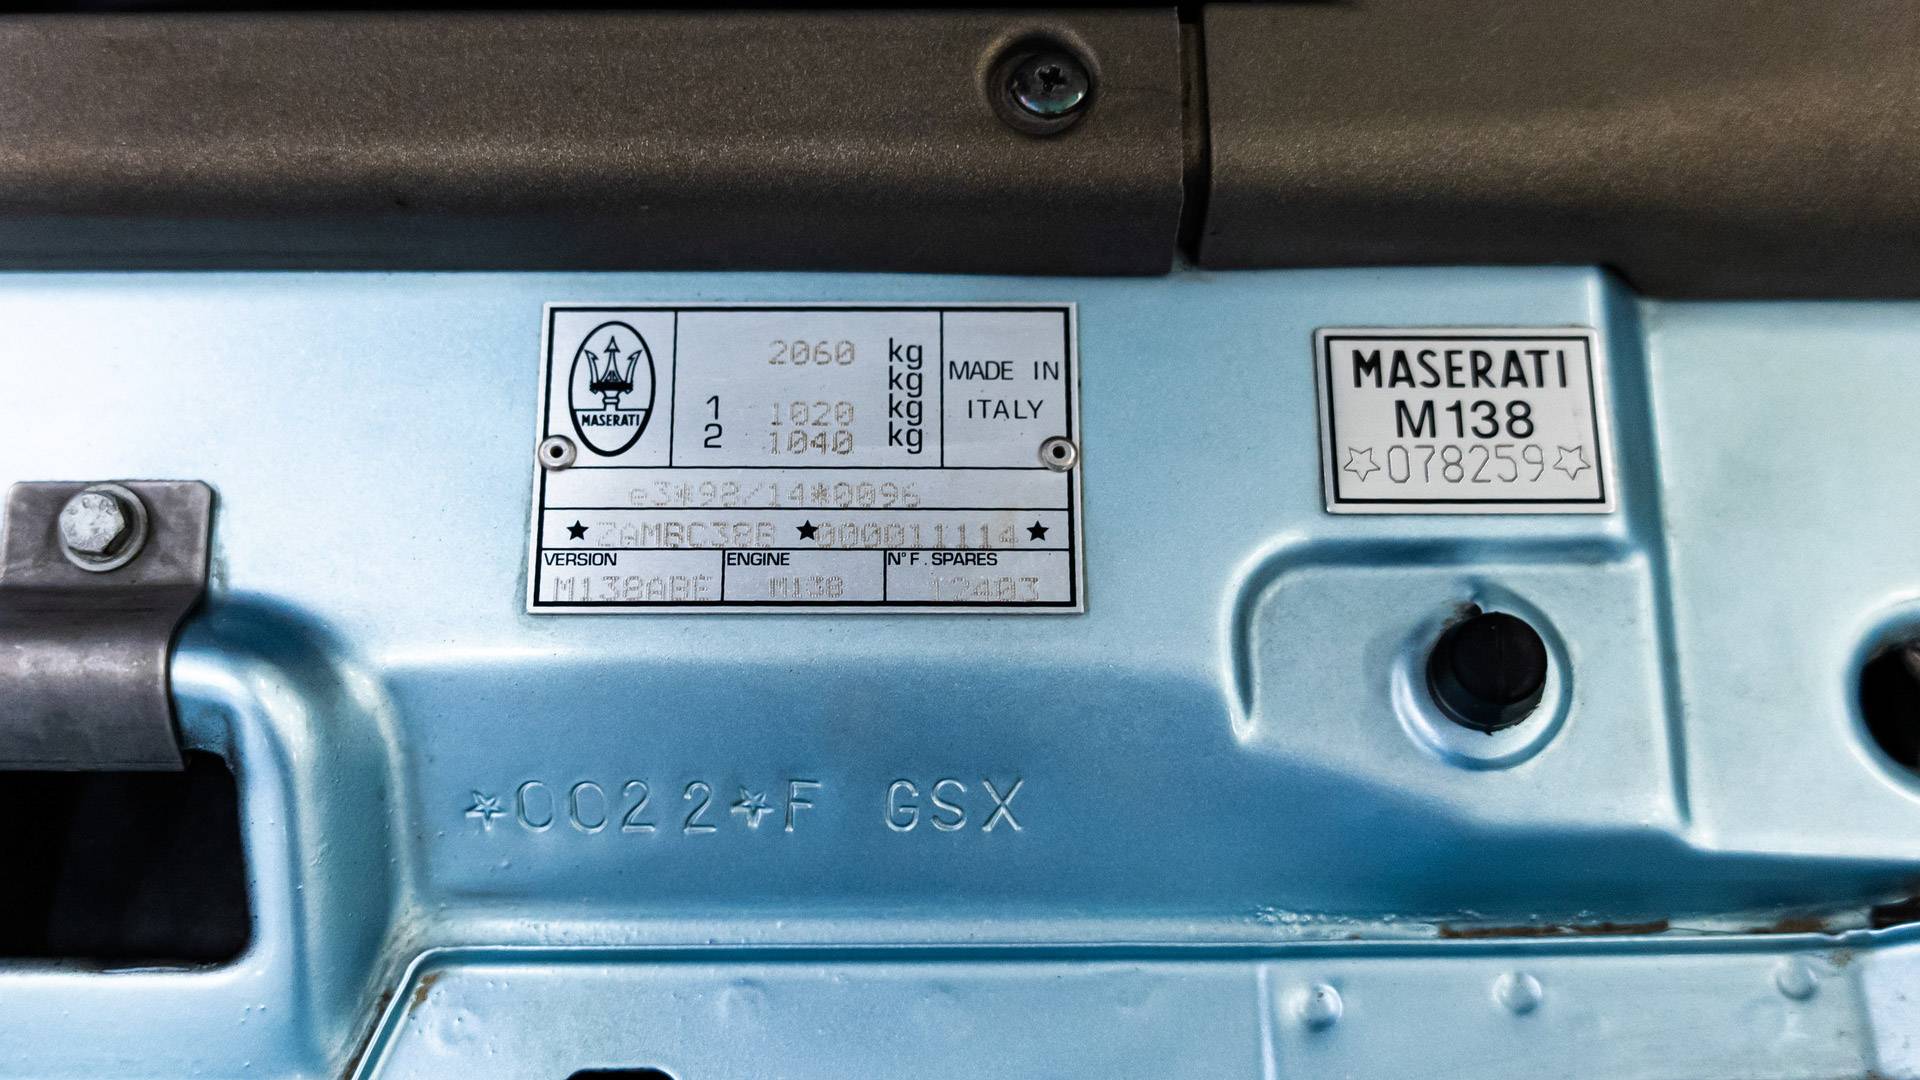 MASERATI
2060 kg
kg
1 1020 kg
2 1040 kg
MADE IN
ITALY
e3*98/14*0096
★ ZAMBC38B ★000011114★
VERSION ENGINE N° F. SPARES
M138ABE M138 12403
MASERATI
M138
☆078259☆
☆0022☆F GSX